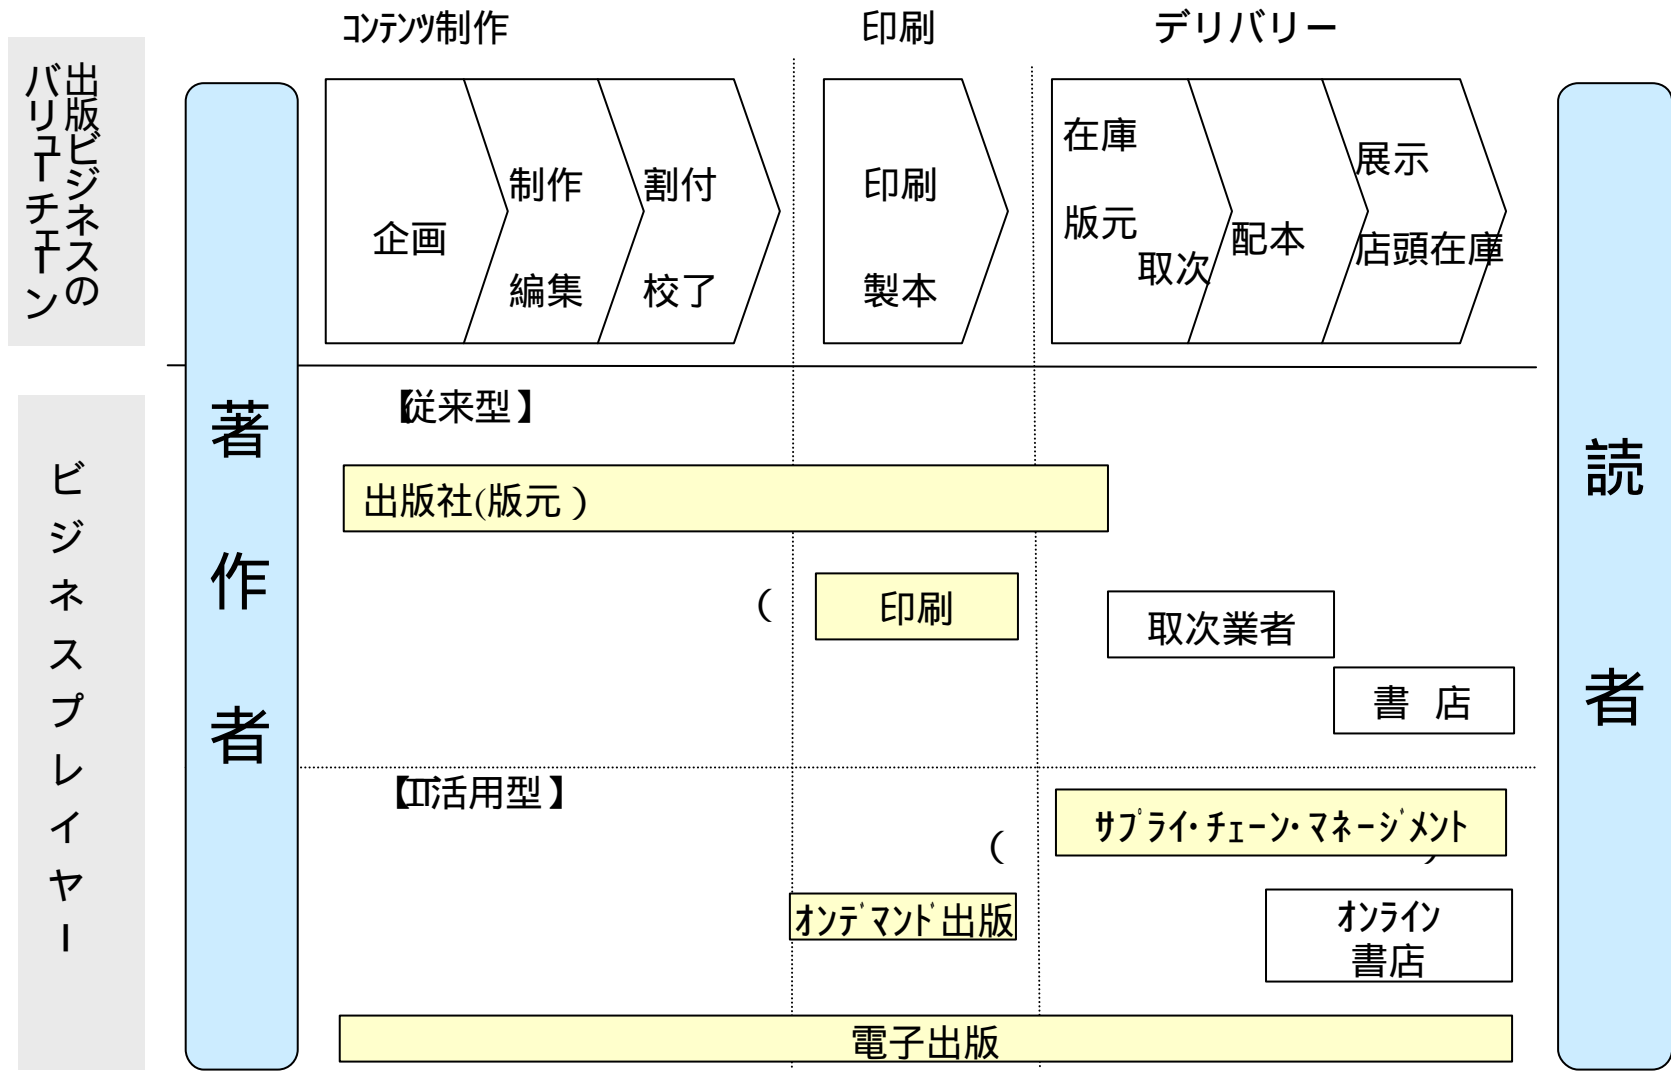 コンテンツ制作
印刷
デリバリー
出版ビジネスの
バリューチェーン
企画
制作
編集
割付
校了
印刷
製本
在庫
版元
取次
配本
展示
店頭在庫
著作者
読者
ビジネスプレイヤー
【従来型】
出版社(版元)
(
印刷
取次業者
書 店
【IT活用型】
サプライ・チェーン・マネージメント
(
)
オンデマンド出版
オンライン
書店
電子出版